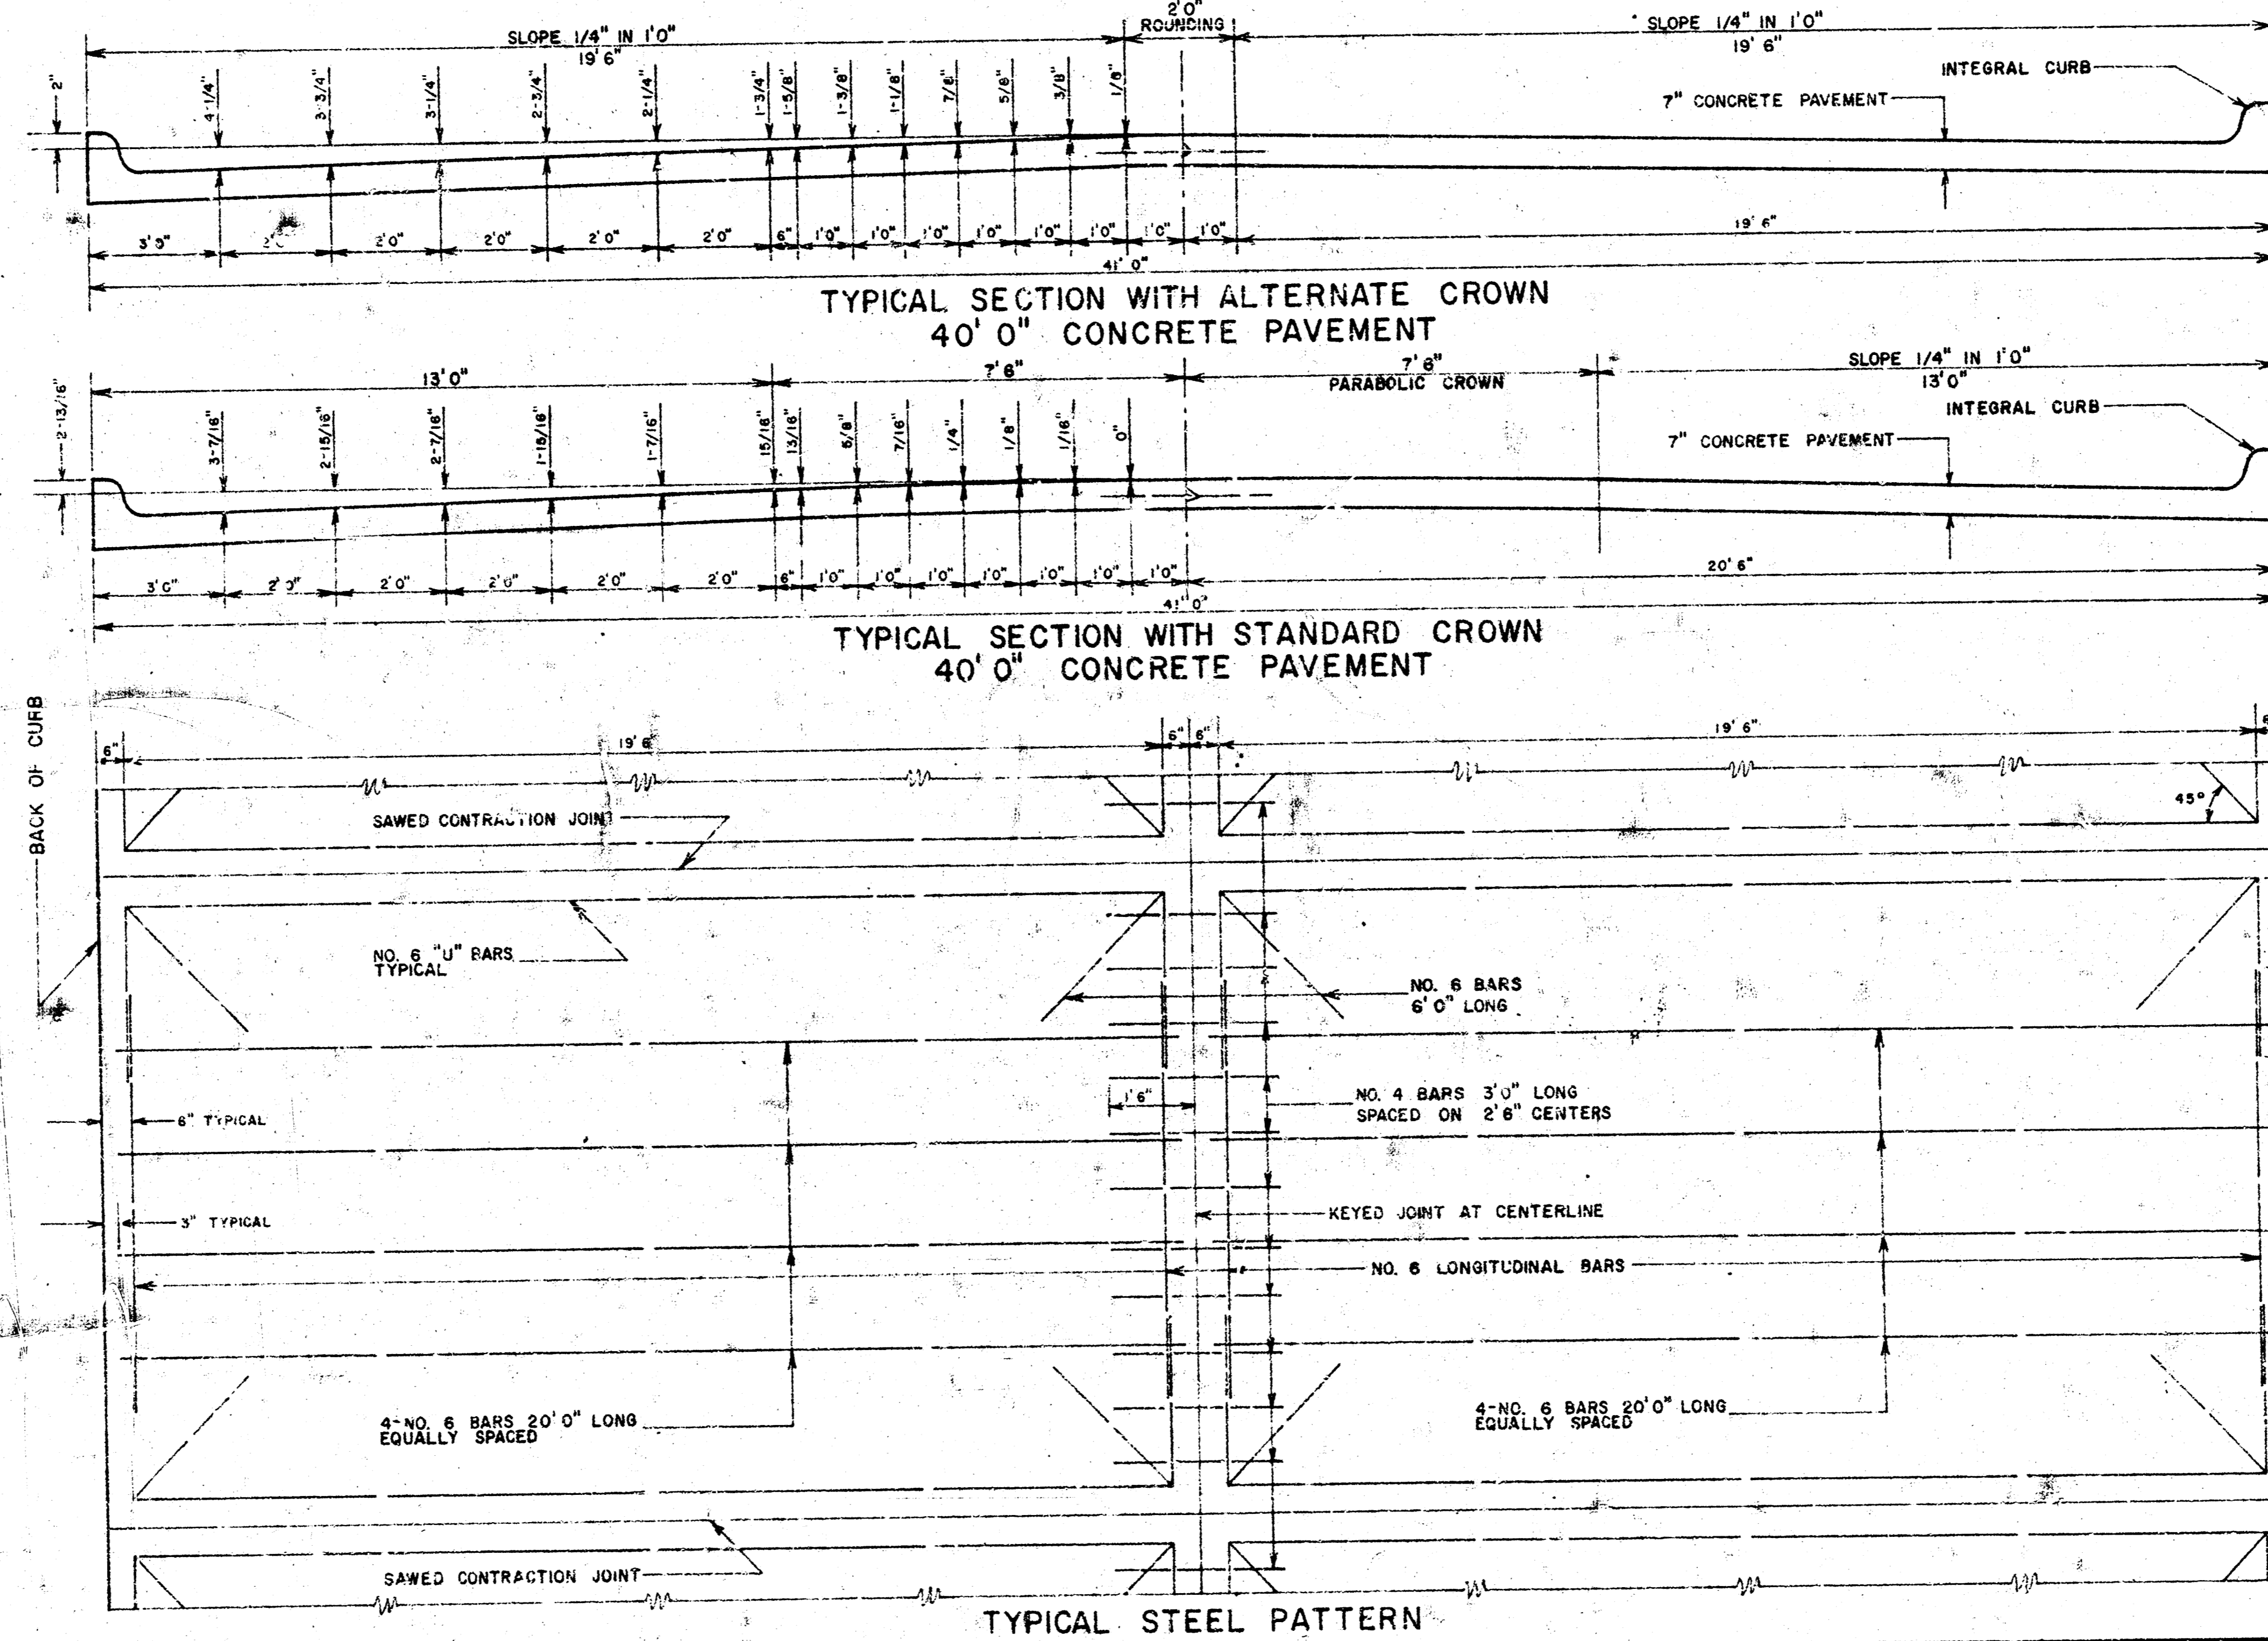 2'0"
ROUNDING
SLOPE 1/4" IN 1'0"
19' 6"
SLOPE 1/4" IN 1'0"
19' 6"
2"
4-1/4"
3-3/4"
3-1/4"
2-3/4"
2-1/4"
1-3/4"
1-5/8"
1-3/8"
1-1/8"
7/8"
5/8"
3/8"
1/8"
INTEGRAL CURB
7" CONCRETE PAVEMENT
3'0" 2'0" 2'0" 2'0" 2'0" 2'0" 6" 1'0" 1'0" 1'0" 1'0" 1'0" 1'0" 1'0" 1'0" 19' 6"
41' 0"
TYPICAL SECTION WITH ALTERNATE CROWN
40' 0" CONCRETE PAVEMENT
13'0"
7'6"
7'6"
PARABOLIC CROWN
SLOPE 1/4" IN 1'0"
13'0"
2-13/16"
3-7/16"
2-15/16"
2-7/16"
1-15/16"
1-7/16"
15/16"
13/16"
5/8"
7/16"
1/4"
1/8"
1/16"
0"
INTEGRAL CURB
7" CONCRETE PAVEMENT
3'0" 2'0" 2'0" 2'0" 2'0" 2'0" 6" 1'0" 1'0" 1'0" 1'0" 1'0" 1'0" 1'0" 20' 6"
41' 0"
TYPICAL SECTION WITH STANDARD CROWN
40' 0" CONCRETE PAVEMENT
BACK OF CURB
6" 19' 6" 6" 6" 19' 6"
SAWED CONTRACTION JOINT
45°
NO. 6 "U" BARS
TYPICAL
NO. 6 BARS
6' 0" LONG
1'6"
NO. 4 BARS 3'0" LONG
SPACED ON 2'6" CENTERS
6" TYPICAL
3" TYPICAL
KEYED JOINT AT CENTERLINE
NO. 6 LONGITUDINAL BARS
4-NO. 6 BARS 20'0" LONG
EQUALLY SPACED
4-NO. 6 BARS 20'0" LONG
EQUALLY SPACED
SAWED CONTRACTION JOINT
TYPICAL STEEL PATTERN